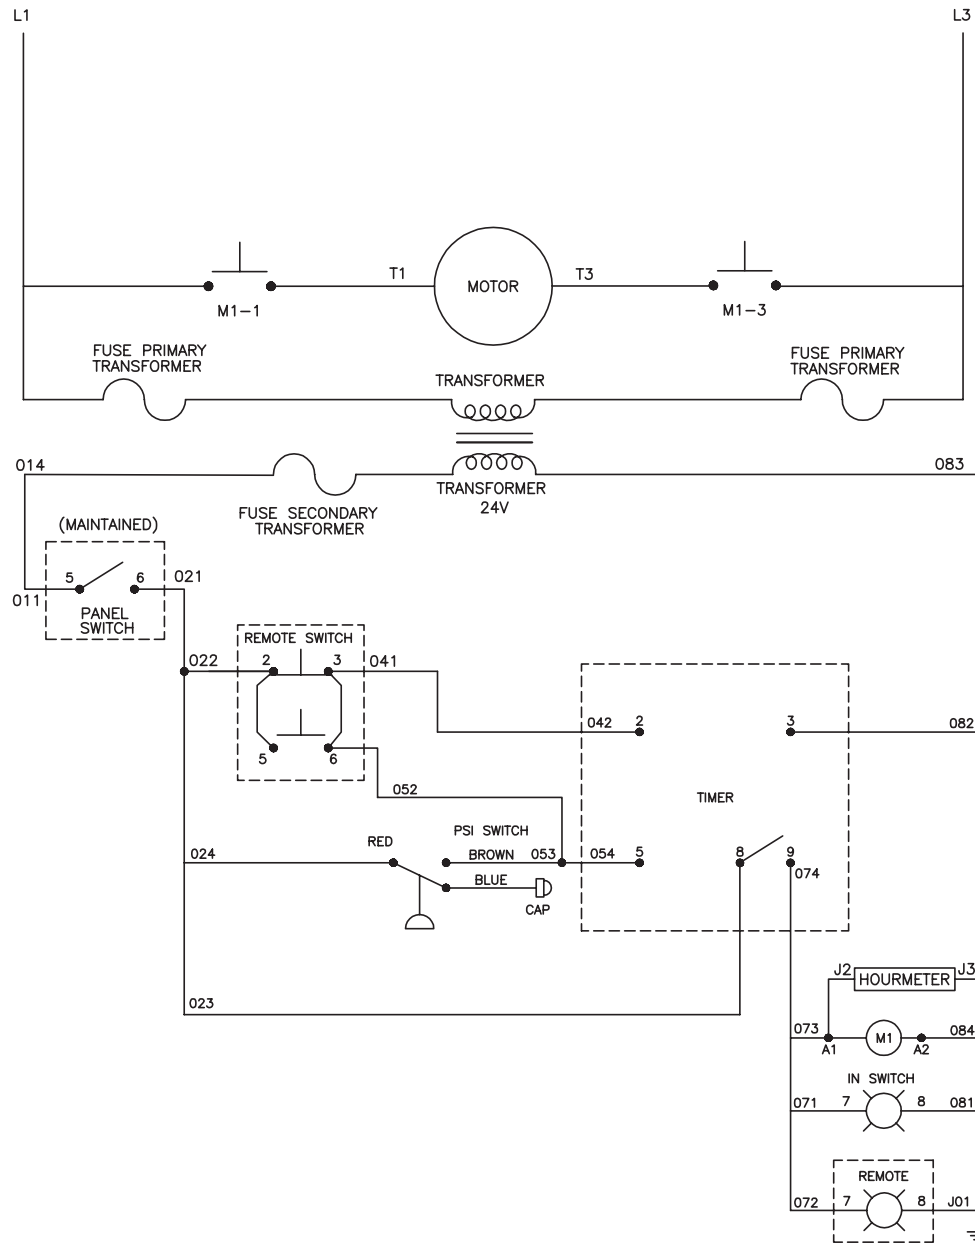 L1
L3
T1
MOTOR
T3
M1-1
M1-3
FUSE PRIMARY
TRANSFORMER
FUSE PRIMARY
TRANSFORMER
TRANSFORMER
014
083
TRANSFORMER
24V
FUSE SECONDARY
TRANSFORMER
(MAINTAINED)
5
6
021
011
PANEL
SWITCH
REMOTE SWITCH
022
2
3
041
042
2
3
082
5
6
052
TIMER
PSI SWITCH
RED
024
BROWN
053
054
5
8
9
074
BLUE
CAP
J2
HOURMETER
J3
023
073
M1
084
A1
A2
IN SWITCH
071
7
8
081
REMOTE
072
7
8
J01